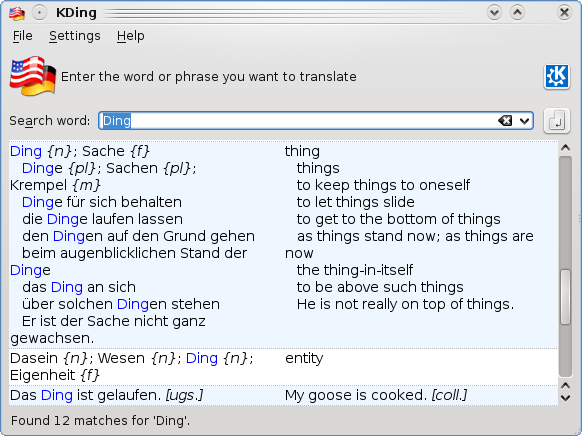 KDing
File Settings Help
Enter the word or phrase you want to translate
Search word: Ding
Ding {n}; Sache {f} thing
Dinge {pl}; Sachen {pl}; things
Krempel {m} to keep things to oneself
Dinge für sich behalten to let things slide
die Dinge laufen lassen to get to the bottom of things
den Dingen auf den Grund gehen as things stand now; as things are
beim augenblicklichen Stand der now
Dinge the thing-in-itself
das Ding an sich to be above such things
über solchen Dingen stehen He is not really on top of things.
Er ist der Sache nicht ganz
gewachsen.
Dasein {n}; Wesen {n}; Ding {n}; entity
Eigenheit {f}
Das Ding ist gelaufen. [ugs.] My goose is cooked. [coll.]
Found 12 matches for 'Ding'.